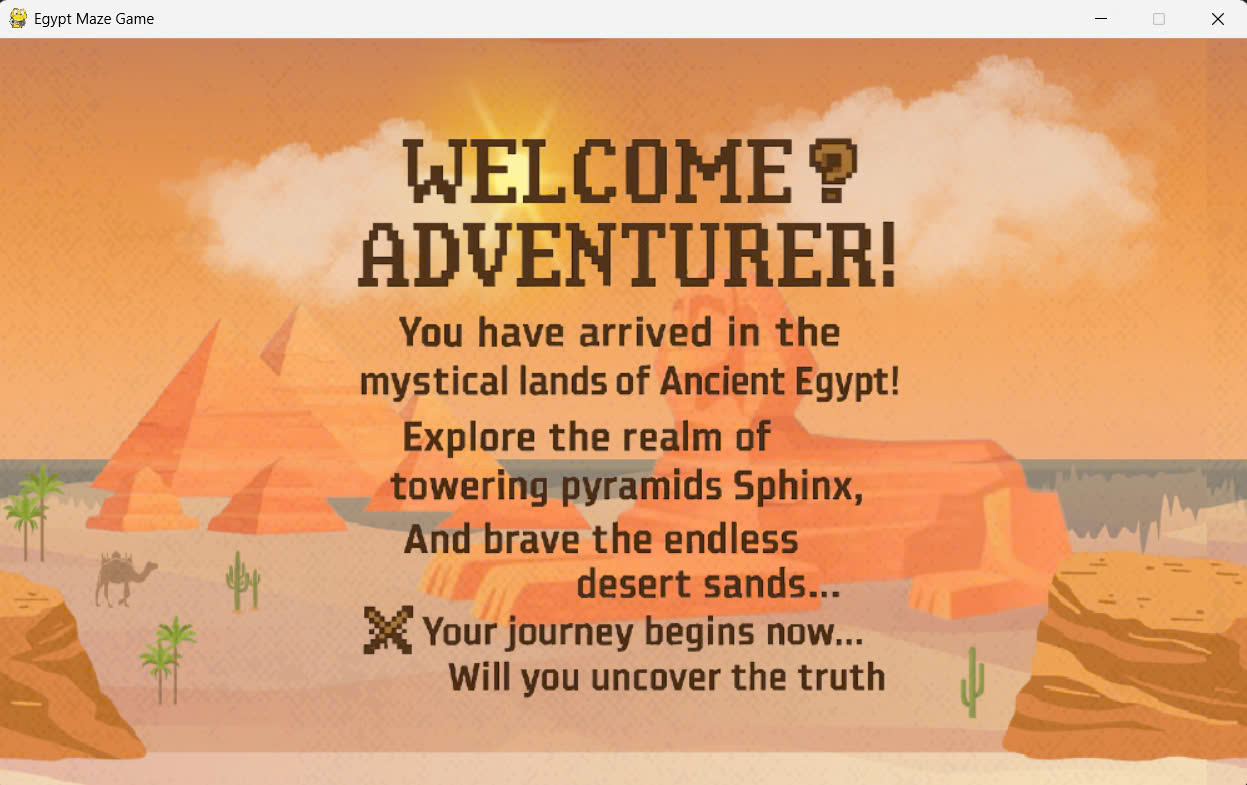 Egypt Maze Game
WELCOME?
ADVENTURER!
You have arrived in the
mystical lands of Ancient Egypt!
Explore the realm of
towering pyramids Sphinx,
And brave the endless
desert sands...
Your journey begins now...
Will you uncover the truth